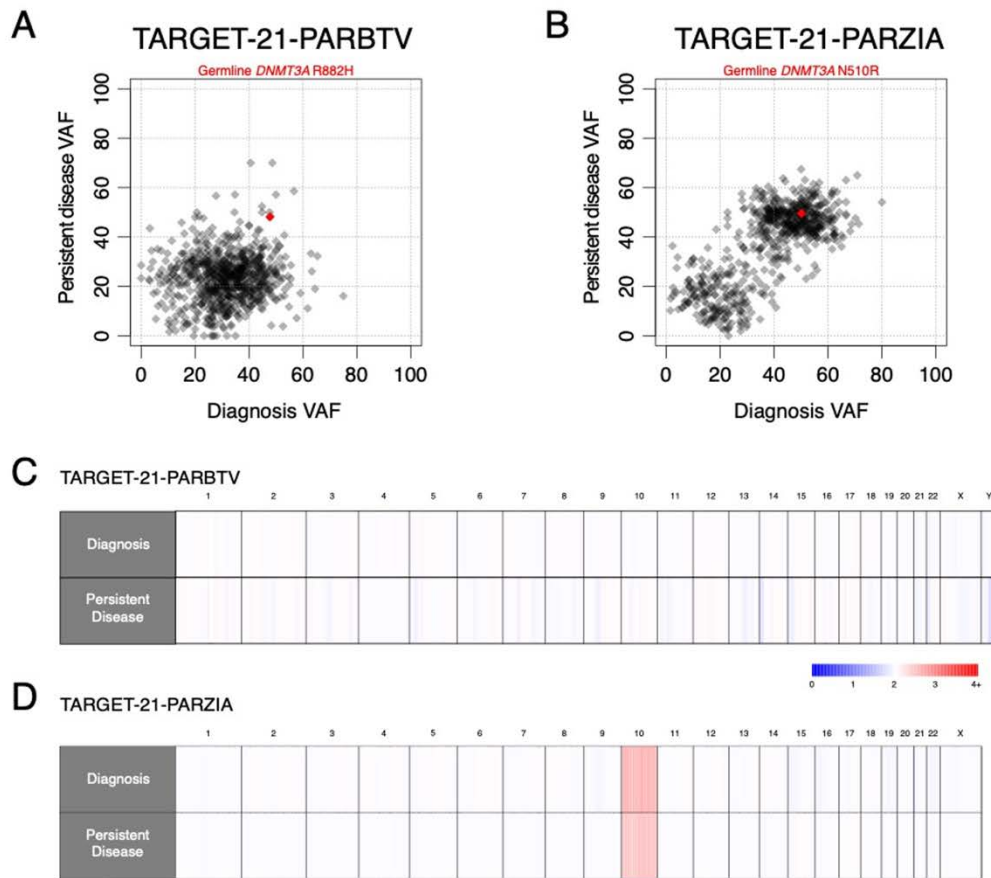 A
TARGET-21-PARBTV
Germline DNMT3A R882H
Persistent disease VAF
100
80
60
40
20
0
0 20 40 60 80 100
Diagnosis VAF
B
TARGET-21-PARZIA
Germline DNMT3A N510R
Persistent disease VAF
100
80
60
40
20
0
0 20 40 60 80 100
Diagnosis VAF
C
TARGET-21-PARBTV
1 2 3 4 5 6 7 8 9 10 11 12 13 14 15 16 17 18 19 20 21 22 X Y
Diagnosis
Persistent
Disease
0 1 2 3 4+
D
TARGET-21-PARZIA
1 2 3 4 5 6 7 8 9 10 11 12 13 14 15 16 17 18 19 20 21 22 X
Diagnosis
Persistent
Disease